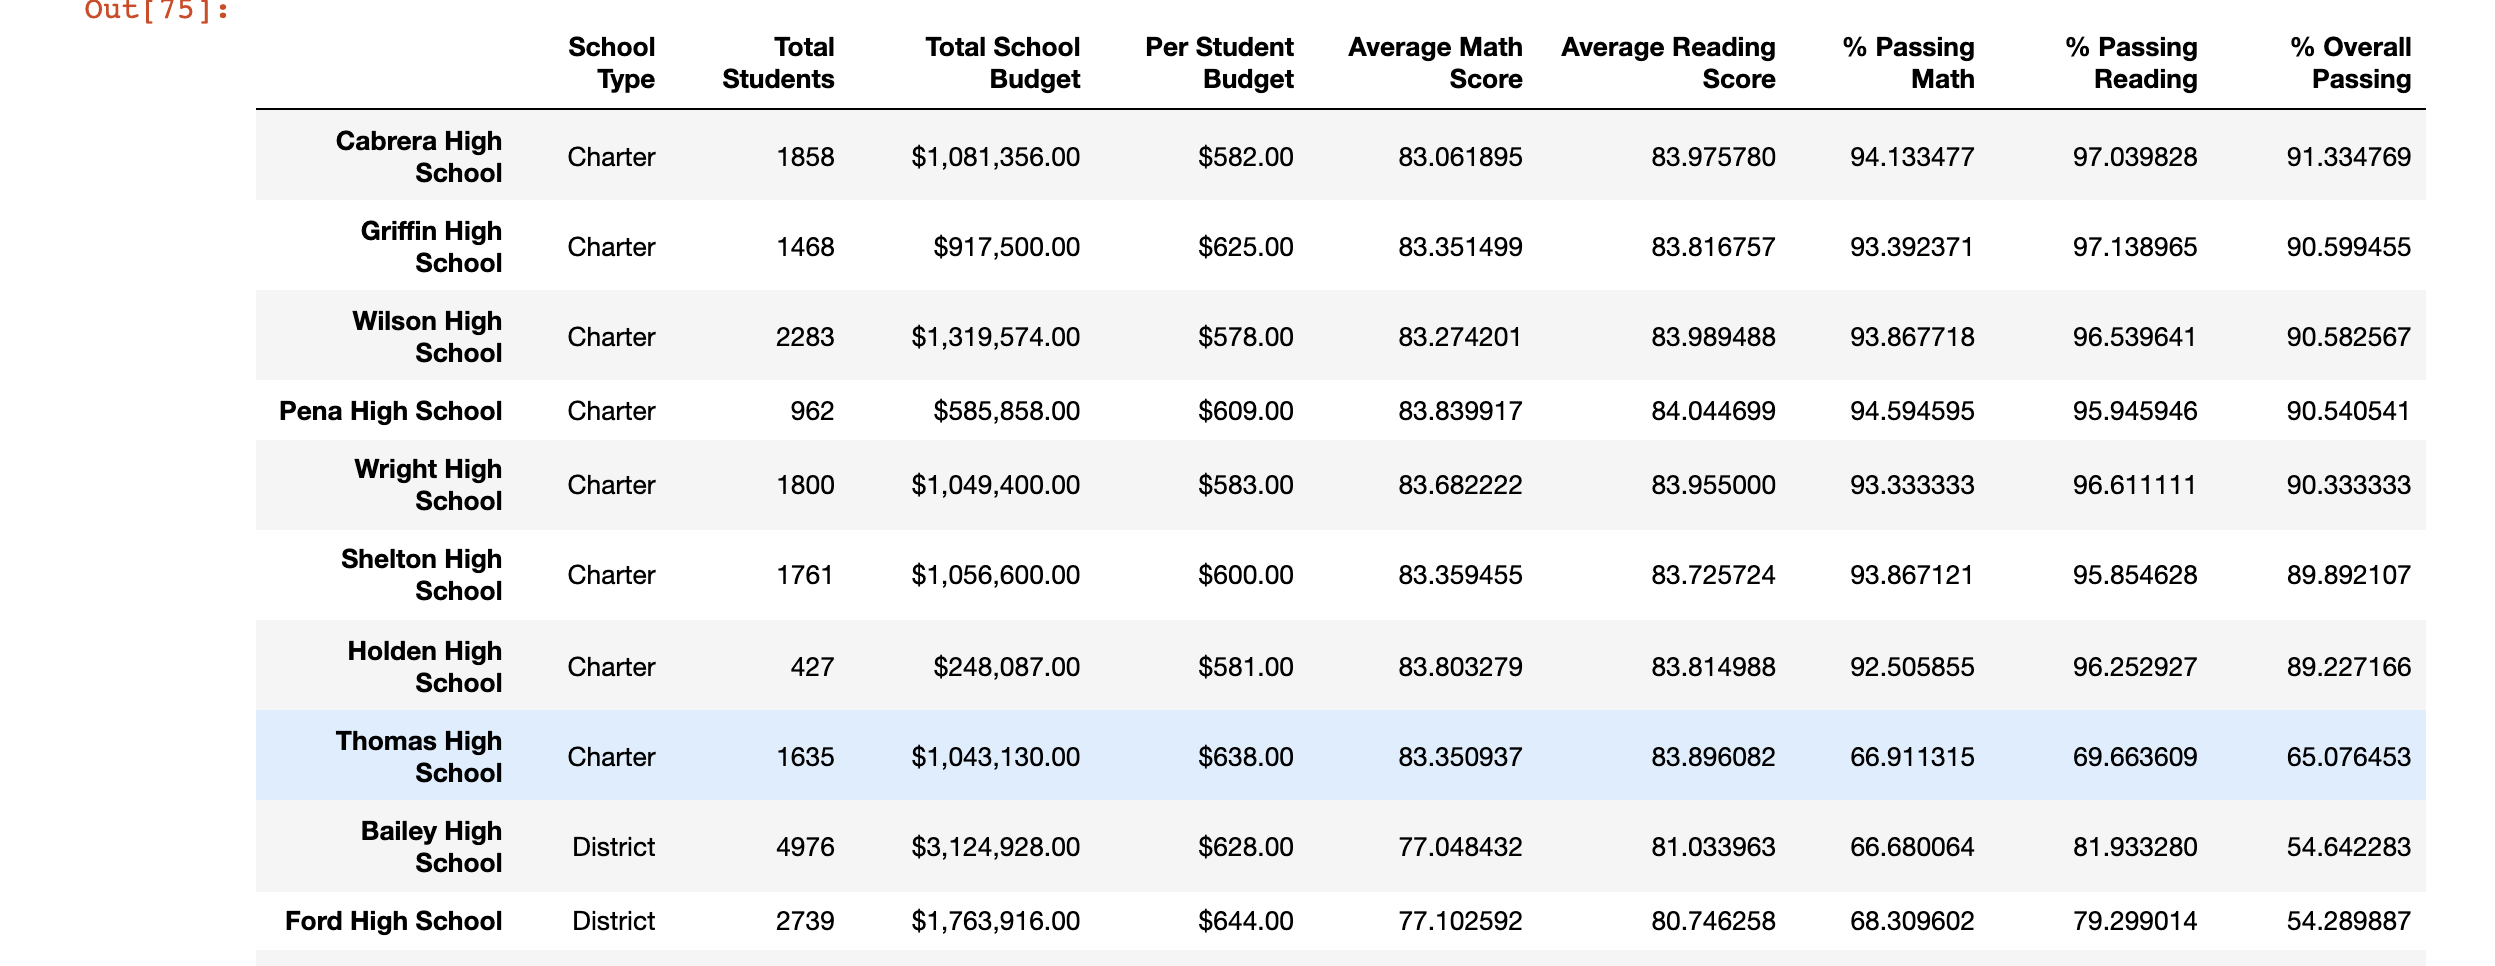 Out[75]:
School Total Total School Per Student Average Math Average Reading % Passing % Passing % Overall
Type Students Budget Budget Score Score Math Reading Passing
Cabrera High
School Charter 1858 $1,081,356.00 $582.00 83.061895 83.975780 94.133477 97.039828 91.334769
Griffin High
School Charter 1468 $917,500.00 $625.00 83.351499 83.816757 93.392371 97.138965 90.599455
Wilson High
School Charter 2283 $1,319,574.00 $578.00 83.274201 83.989488 93.867718 96.539641 90.582567
Pena High School Charter 962 $585,858.00 $609.00 83.839917 84.044699 94.594595 95.945946 90.540541
Wright High
School Charter 1800 $1,049,400.00 $583.00 83.682222 83.955000 93.333333 96.611111 90.333333
Shelton High
School Charter 1761 $1,056,600.00 $600.00 83.359455 83.725724 93.867121 95.854628 89.892107
Holden High
School Charter 427 $248,087.00 $581.00 83.803279 83.814988 92.505855 96.252927 89.227166
Thomas High
School Charter 1635 $1,043,130.00 $638.00 83.350937 83.896082 66.911315 69.663609 65.076453
Bailey High
School District 4976 $3,124,928.00 $628.00 77.048432 81.033963 66.680064 81.933280 54.642283
Ford High School District 2739 $1,763,916.00 $644.00 77.102592 80.746258 68.309602 79.299014 54.289887